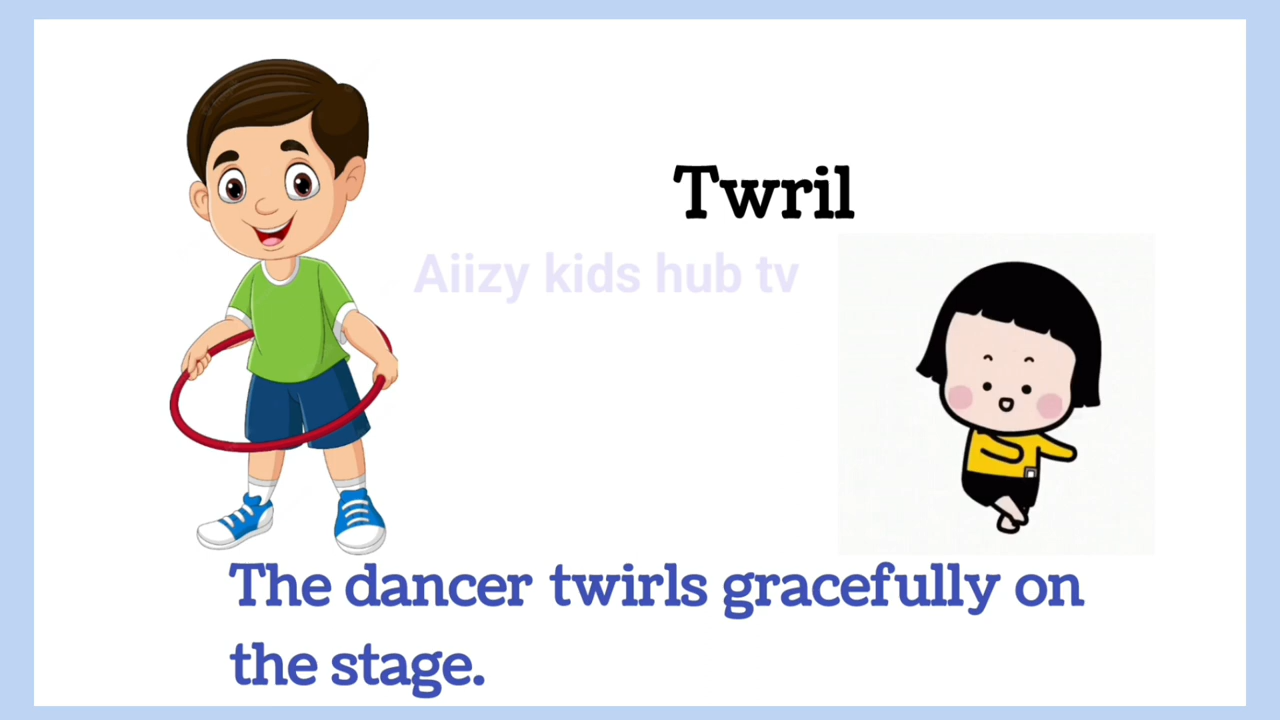 Twril
Aiizy kids hub tv
The dancer twirls gracefully on
the stage.